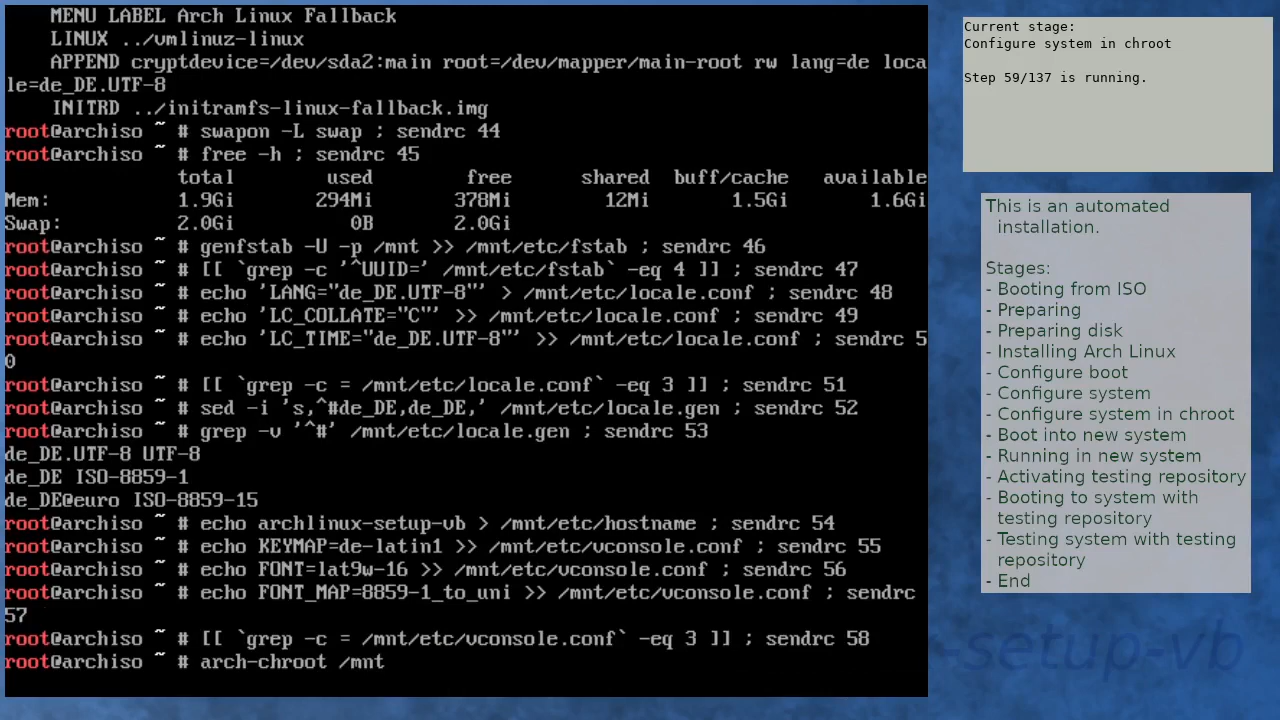 MENU LABEL Arch Linux Fallback
LINUX ../vmlinuz-linux
APPEND cryptdevice=/dev/sda2:main root=/dev/mapper/main-root rw lang=de loca
le=de_DE.UTF-8
INITRD ../initramfs-linux-fallback.img
root@archiso ~ # swapon -L swap ; sendrc 44
root@archiso ~ # free -h ; sendrc 45
total used free shared buff/cache available
Mem: 1.9Gi 294Mi 378Mi 12Mi 1.5Gi 1.6Gi
Swap: 2.0Gi 0B 2.0Gi
root@archiso ~ # genfstab -U -p /mnt >> /mnt/etc/fstab ; sendrc 46
root@archiso ~ # [[ `grep -c '^UUID=' /mnt/etc/fstab` -eq 4 ]] ; sendrc 47
root@archiso ~ # echo 'LANG="de_DE.UTF-8"' > /mnt/etc/locale.conf ; sendrc 48
root@archiso ~ # echo 'LC_COLLATE="C"' >> /mnt/etc/locale.conf ; sendrc 49
root@archiso ~ # echo 'LC_TIME="de_DE.UTF-8"' >> /mnt/etc/locale.conf ; sendrc 5
0
root@archiso ~ # [[ `grep -c = /mnt/etc/locale.conf` -eq 3 ]] ; sendrc 51
root@archiso ~ # sed -i 's,^#de_DE,de_DE,' /mnt/etc/locale.gen ; sendrc 52
root@archiso ~ # grep -v '^#' /mnt/etc/locale.gen ; sendrc 53
de_DE.UTF-8 UTF-8
de_DE ISO-8859-1
de_DE@euro ISO-8859-15
root@archiso ~ # echo archlinux-setup-vb > /mnt/etc/hostname ; sendrc 54
root@archiso ~ # echo KEYMAP=de-latin1 >> /mnt/etc/vconsole.conf ; sendrc 55
root@archiso ~ # echo FONT=lat9w-16 >> /mnt/etc/vconsole.conf ; sendrc 56
root@archiso ~ # echo FONT_MAP=8859-1_to_uni >> /mnt/etc/vconsole.conf ; sendrc
57
root@archiso ~ # [[ `grep -c = /mnt/etc/vconsole.conf` -eq 3 ]] ; sendrc 58
root@archiso ~ # arch-chroot /mnt
Current stage:
Configure system in chroot
Step 59/137 is running.
This is an automated
installation.
Stages:
- Booting from ISO
- Preparing
- Preparing disk
- Installing Arch Linux
- Configure boot
- Configure system
- Configure system in chroot
- Boot into new system
- Running in new system
- Activating testing repository
- Booting to system with
testing repository
- Testing system with testing
repository
- End
-setup-vb